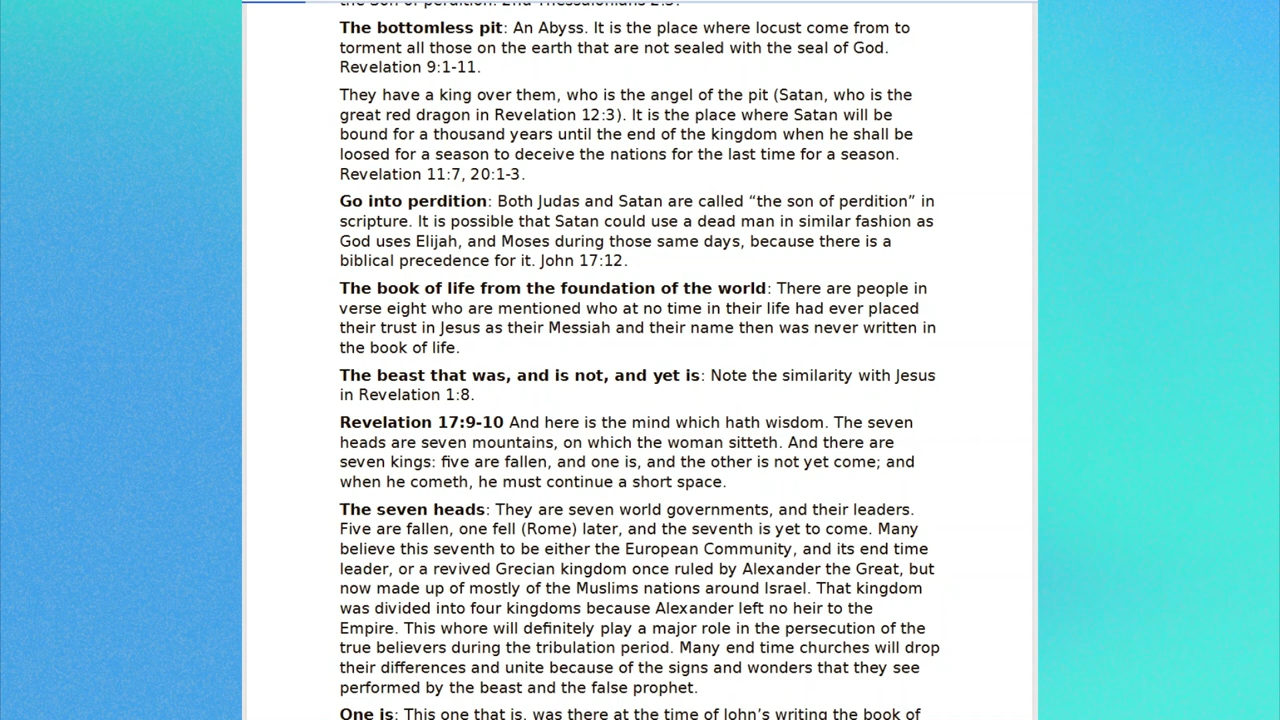 the Son of perdition. 2nd Thessalonians 2:3.
The bottomless pit: An Abyss. It is the place where locust come from to
torment all those on the earth that are not sealed with the seal of God.
Revelation 9:1-11.
They have a king over them, who is the angel of the pit (Satan, who is the
great red dragon in Revelation 12:3). It is the place where Satan will be
bound for a thousand years until the end of the kingdom when he shall be
loosed for a season to deceive the nations for the last time for a season.
Revelation 11:7, 20:1-3.
Go into perdition: Both Judas and Satan are called “the son of perdition” in
scripture. It is possible that Satan could use a dead man in similar fashion as
God uses Elijah, and Moses during those same days, because there is a
biblical precedence for it. John 17:12.
The book of life from the foundation of the world: There are people in
verse eight who are mentioned who at no time in their life had ever placed
their trust in Jesus as their Messiah and their name then was never written in
the book of life.
The beast that was, and is not, and yet is: Note the similarity with Jesus
in Revelation 1:8.
Revelation 17:9-10 And here is the mind which hath wisdom. The seven
heads are seven mountains, on which the woman sitteth. And there are
seven kings: five are fallen, and one is, and the other is not yet come; and
when he cometh, he must continue a short space.
The seven heads: They are seven world governments, and their leaders.
Five are fallen, one fell (Rome) later, and the seventh is yet to come. Many
believe this seventh to be either the European Community, and its end time
leader, or a revived Grecian kingdom once ruled by Alexander the Great, but
now made up of mostly of the Muslims nations around Israel. That kingdom
was divided into four kingdoms because Alexander left no heir to the
Empire. This whore will definitely play a major role in the persecution of the
true believers during the tribulation period. Many end time churches will drop
their differences and unite because of the signs and wonders that they see
performed by the beast and the false prophet.
One is: This one that is, was there at the time of John’s writing the book of